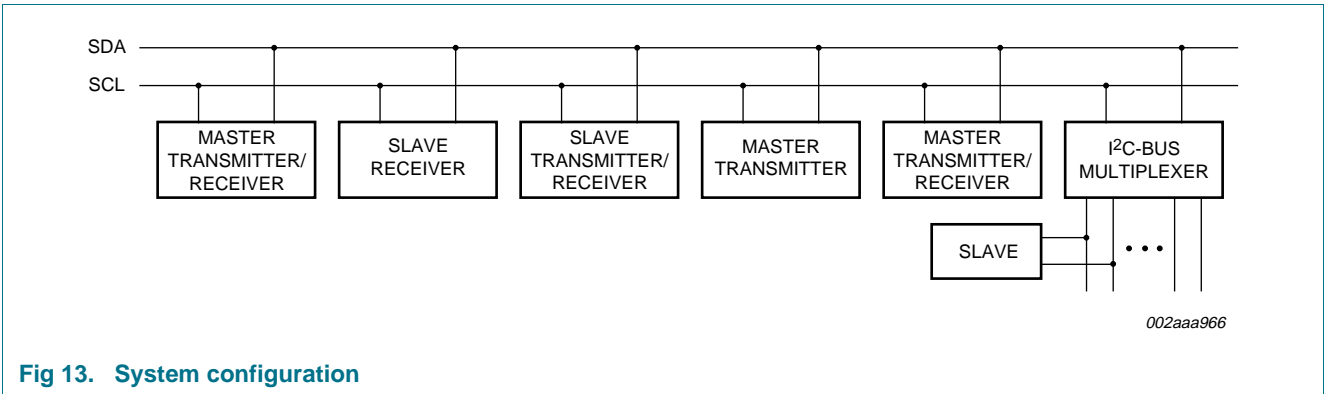 SDA
SCL
MASTER
TRANSMITTER/
RECEIVER
SLAVE
RECEIVER
SLAVE
TRANSMITTER/
RECEIVER
MASTER
TRANSMITTER
MASTER
TRANSMITTER/
RECEIVER
I2C-BUS
MULTIPLEXER
SLAVE
002aaa966
Fig 13. System configuration